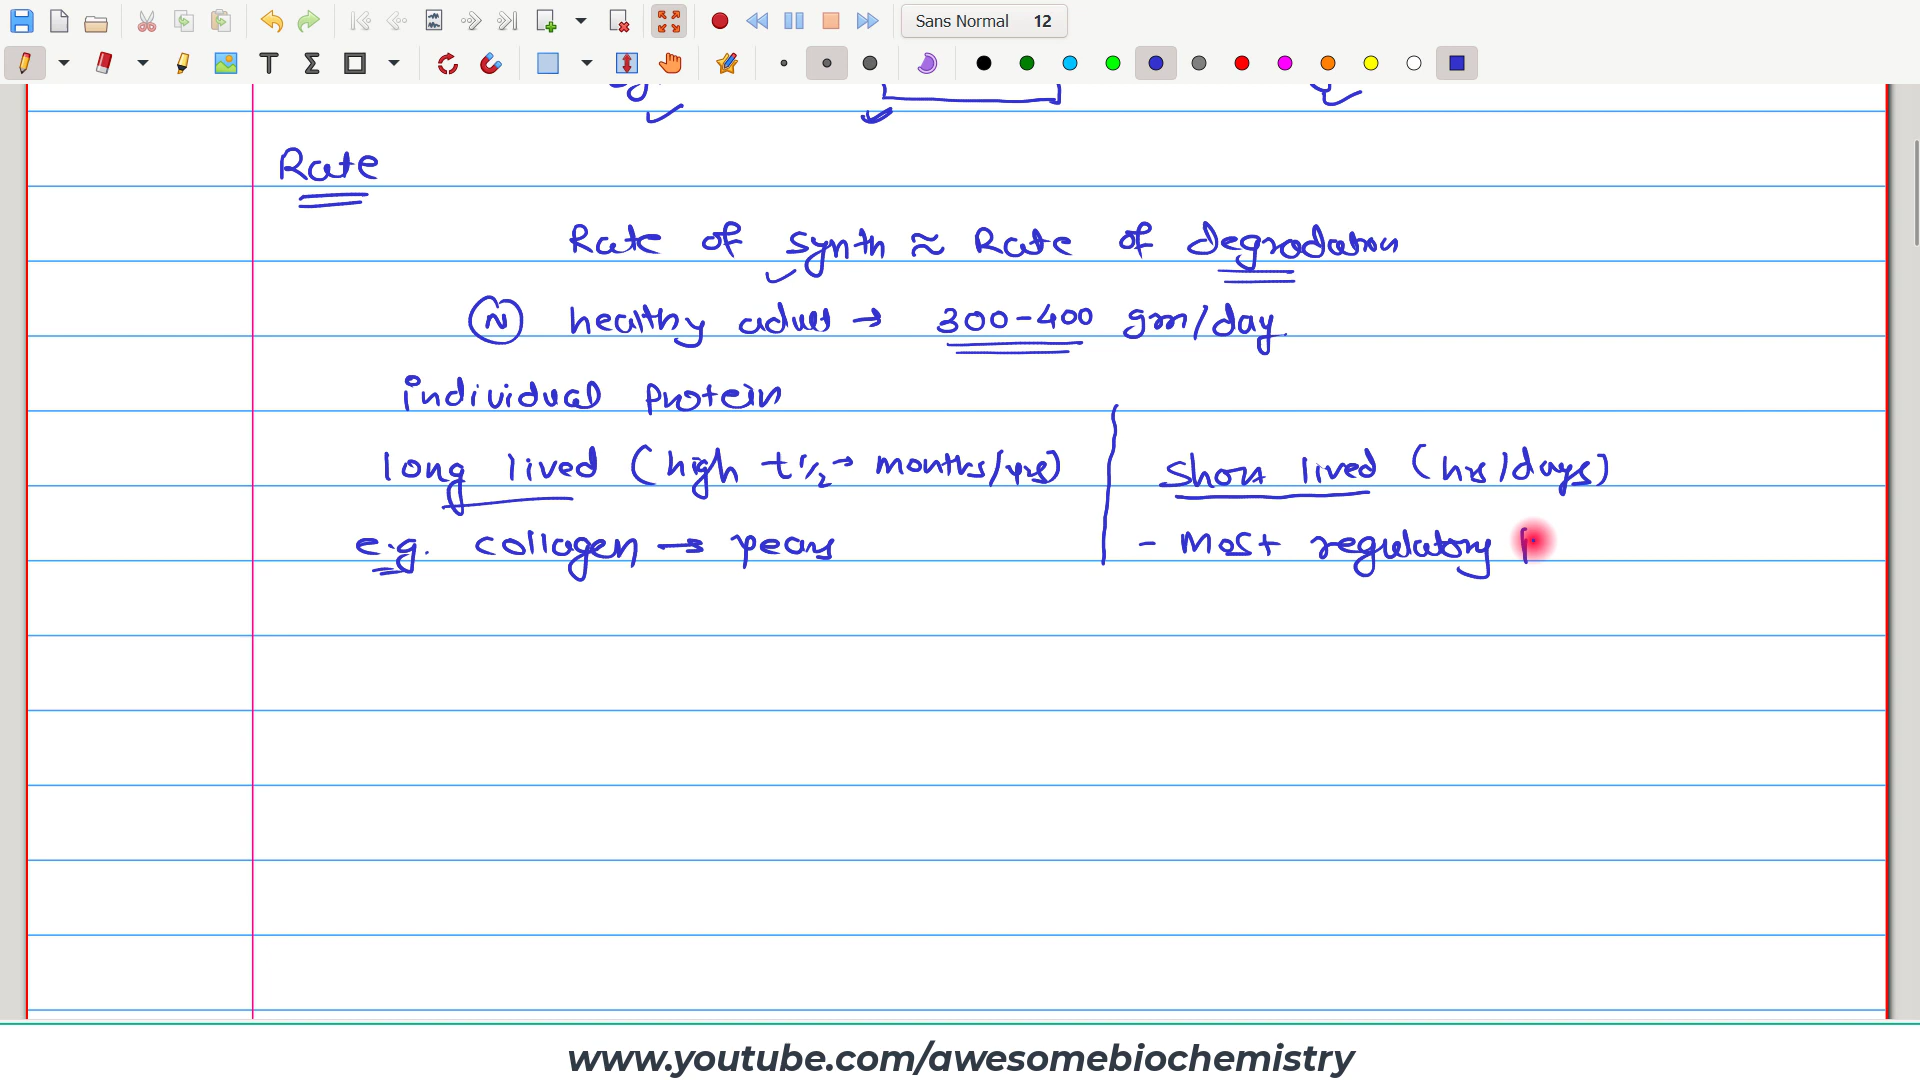 Sans Normal 12
Rate
Rate of synth ≈ Rate of degradation
N healthy adult → 300-400 gm/day.
individual protein
long lived (high t½ → months/yrs)
Short lived (hrs/days)
e.g. collagen → years
- Most regulatory
www.youtube.com/awesomebiochemistry